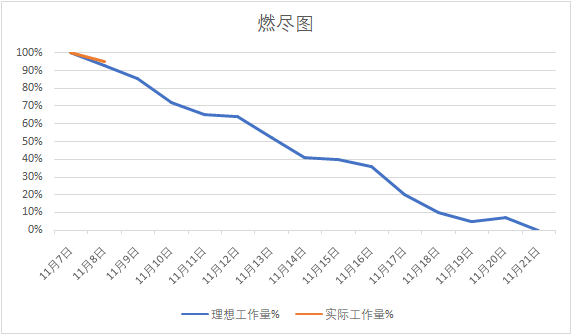 燃尽图
100%
90%
80%
70%
60%
50%
40%
30%
20%
10%
0%
11月7日
11月8日
11月9日
11月10日
11月11日
11月12日
11月13日
11月14日
11月15日
11月16日
11月17日
11月18日
11月19日
11月20日
11月21日
理想工作量% 实际工作量%